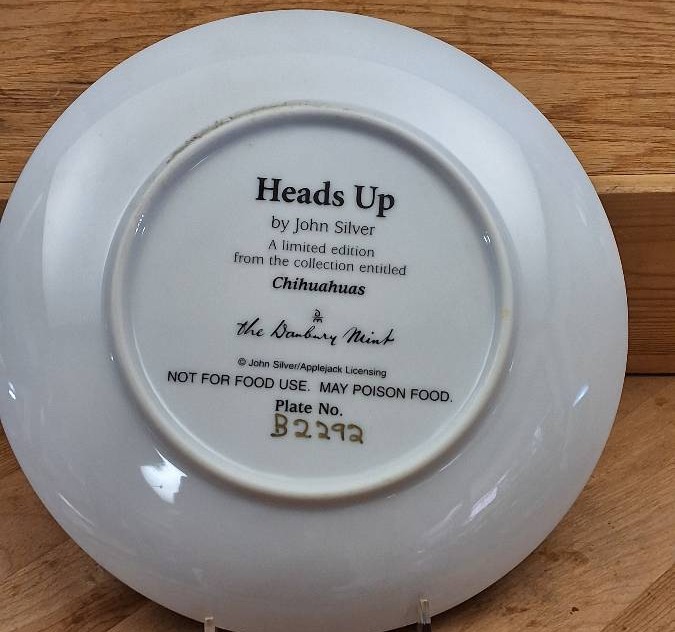 Heads Up
by John Silver
A limited edition
from the collection entitled
Chihuahuas
DM
the Danbury Mint
© John Silver/Applejack Licensing
NOT FOR FOOD USE. MAY POISON FOOD.
Plate No.
B2292